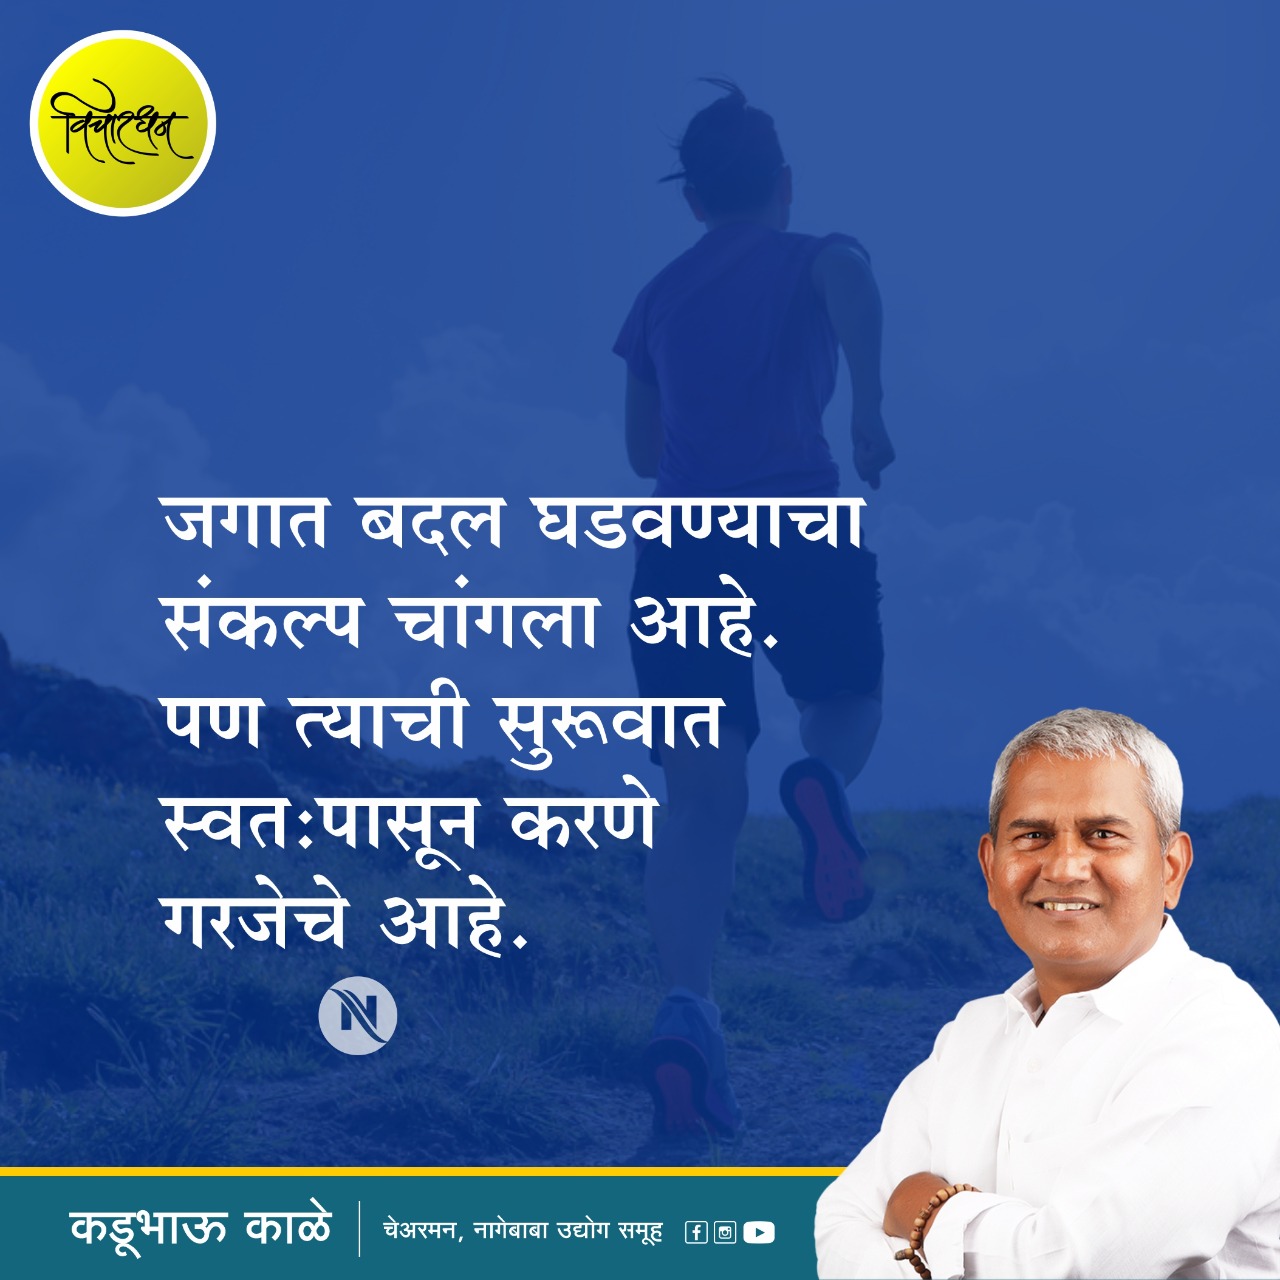 विचारधन
जगात बदल घडवण्याचा
संकल्प चांगला आहे.
पण त्याची सुरूवात
स्वतःपासून करणे
गरजेचे आहे.
N
कडूभाऊ काळे
चेअरमन, नागेबाबा उद्योग समूह